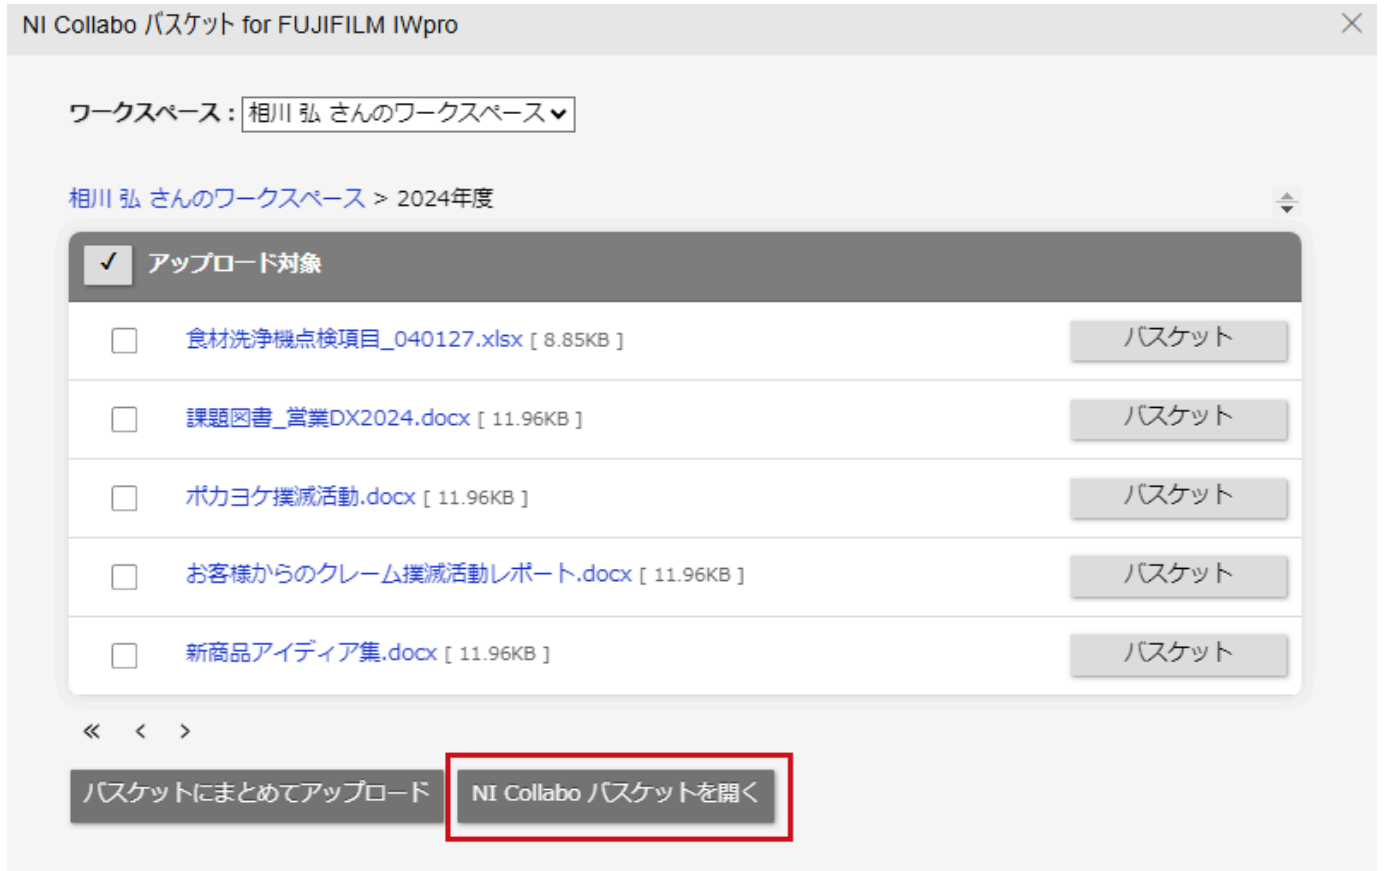 NI Collabo バスケット for FUJIFILM IWpro
ワークスペース : 相川 弘 さんのワークスペース
相川 弘 さんのワークスペース > 2024年度
✓ アップロード対象
食材洗浄機点検項目_040127.xlsx [ 8.85KB ] バスケット
課題図書_営業DX2024.docx [ 11.96KB ] バスケット
ポカヨケ撲滅活動.docx [ 11.96KB ] バスケット
お客様からのクレーム撲滅活動レポート.docx [ 11.96KB ] バスケット
新商品アイディア集.docx [ 11.96KB ] バスケット
« < >
バスケットにまとめてアップロード NI Collabo バスケットを開く